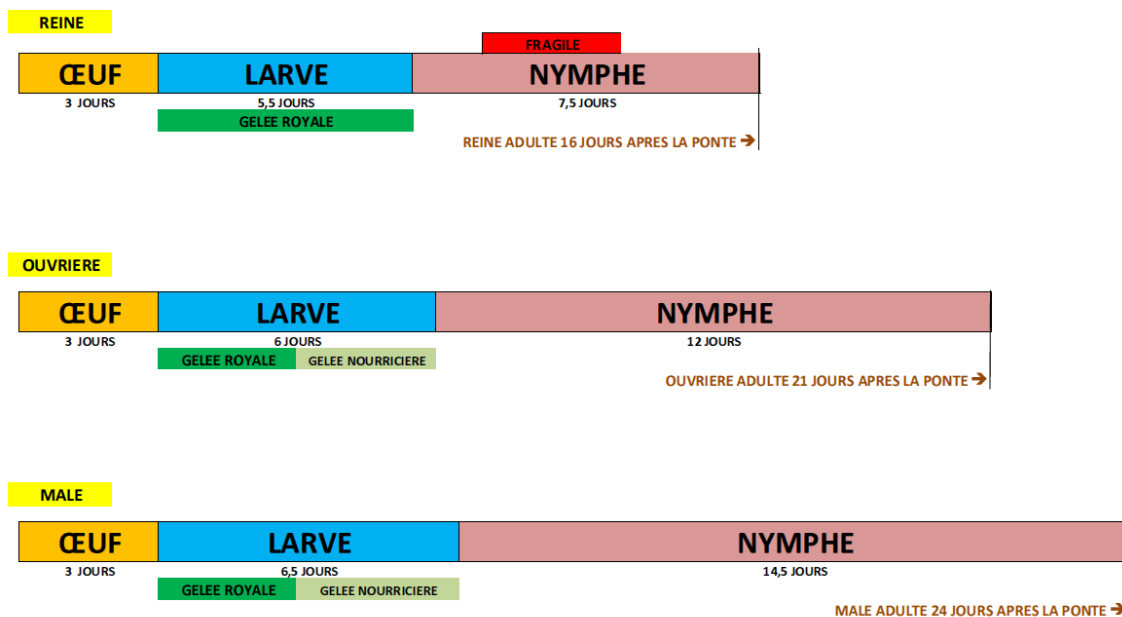 REINE
FRAGILE
ŒUF LARVE NYMPHE
3 JOURS 5,5 JOURS 7,5 JOURS
GELEE ROYALE
REINE ADULTE 16 JOURS APRES LA PONTE ➔
OUVRIERE
ŒUF LARVE NYMPHE
3 JOURS 6 JOURS 12 JOURS
GELEE ROYALE GELEE NOURRICIERE
OUVRIERE ADULTE 21 JOURS APRES LA PONTE ➔
MALE
ŒUF LARVE NYMPHE
3 JOURS 6,5 JOURS 14,5 JOURS
GELEE ROYALE GELEE NOURRICIERE
MALE ADULTE 24 JOURS APRES LA PONTE ➔